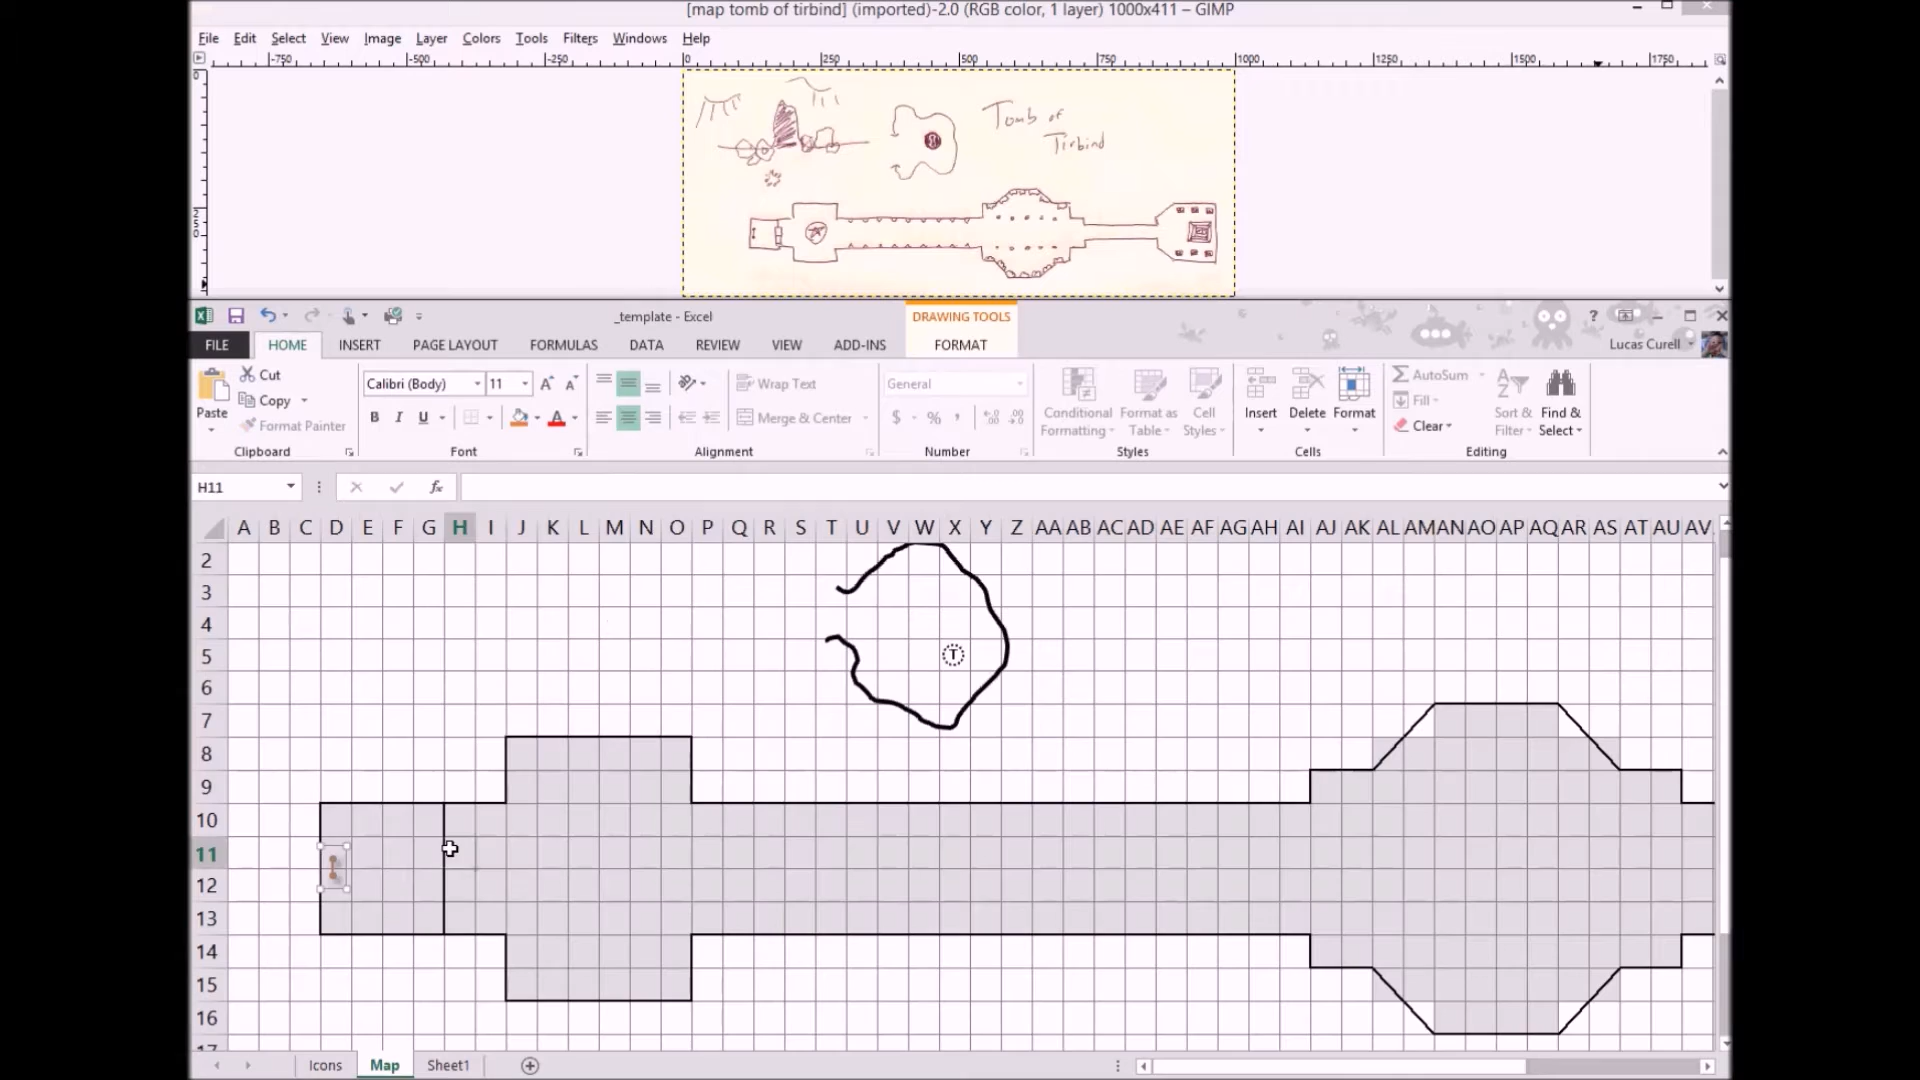 [map tomb of tirbind] (imported)-2.0 (RGB color, 1 layer) 1000x411 – GIMP
File Edit Select View Image Layer Colors Tools Filters Windows Help
-750 -500 -250 0 250 500 750 1000 1250 1500 1750
0
250
Tomb of
Tirbind
_template - Excel
DRAWING TOOLS
?
FILE HOME INSERT PAGE LAYOUT FORMULAS DATA REVIEW VIEW ADD-INS FORMAT
Lucas Curell
Paste
Cut
Copy
Format Painter
Clipboard
Calibri (Body) 11 A A
B I U A
Font
Wrap Text
Merge & Center
Alignment
General
$ % ,
Number
Conditional Formatting
Format as Table
Cell Styles
Styles
Insert Delete Format
Cells
AutoSum
Fill
Clear
Sort & Filter
Find & Select
Editing
H11 fx
A B C D E F G H I J K L M N O P Q R S T U V W X Y Z AA AB AC AD AE AF AG AH AI AJ AK AL AM AN AO AP AQ AR AS AT AU AV
2
3
4
5
T
6
7
8
9
10
11
12
13
14
15
16
17
Icons Map Sheet1